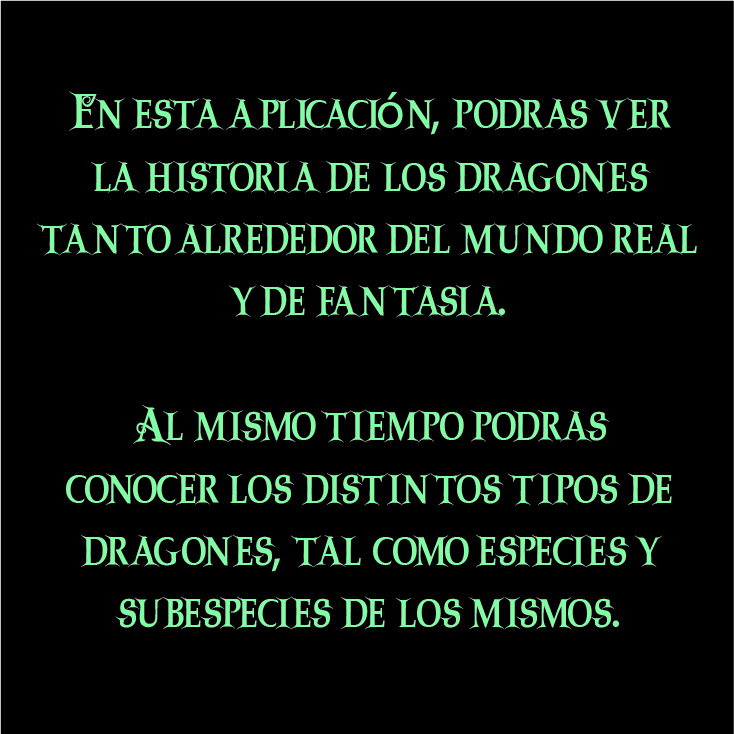 En esta aplicación, podras ver
la historia de los dragones
tanto alrededor del mundo real
y de fantasia.
Al mismo tiempo podras
conocer los distintos tipos de
dragones, tal como especies y
subespecies de los mismos.